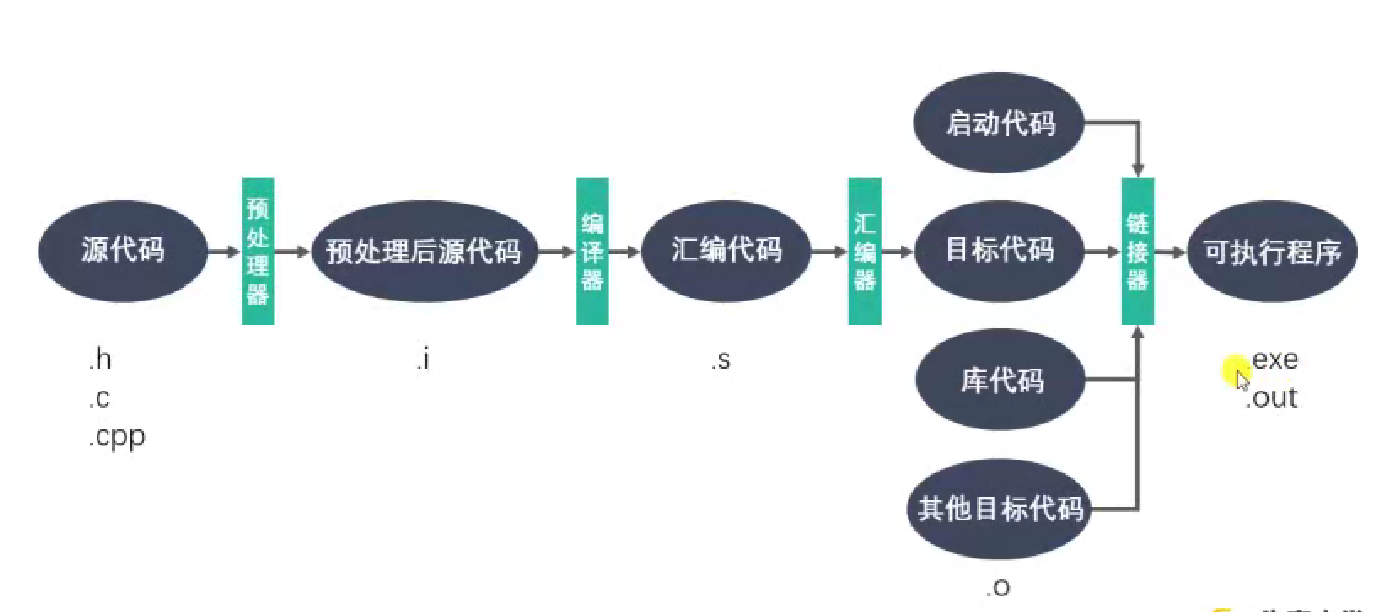 启动代码
源代码
预处理器
预处理后源代码
编译器
汇编代码
汇编器
目标代码
链接器
可执行程序
库代码
其他目标代码
.h
.c
.cpp
.i
.s
.exe
.out
.o